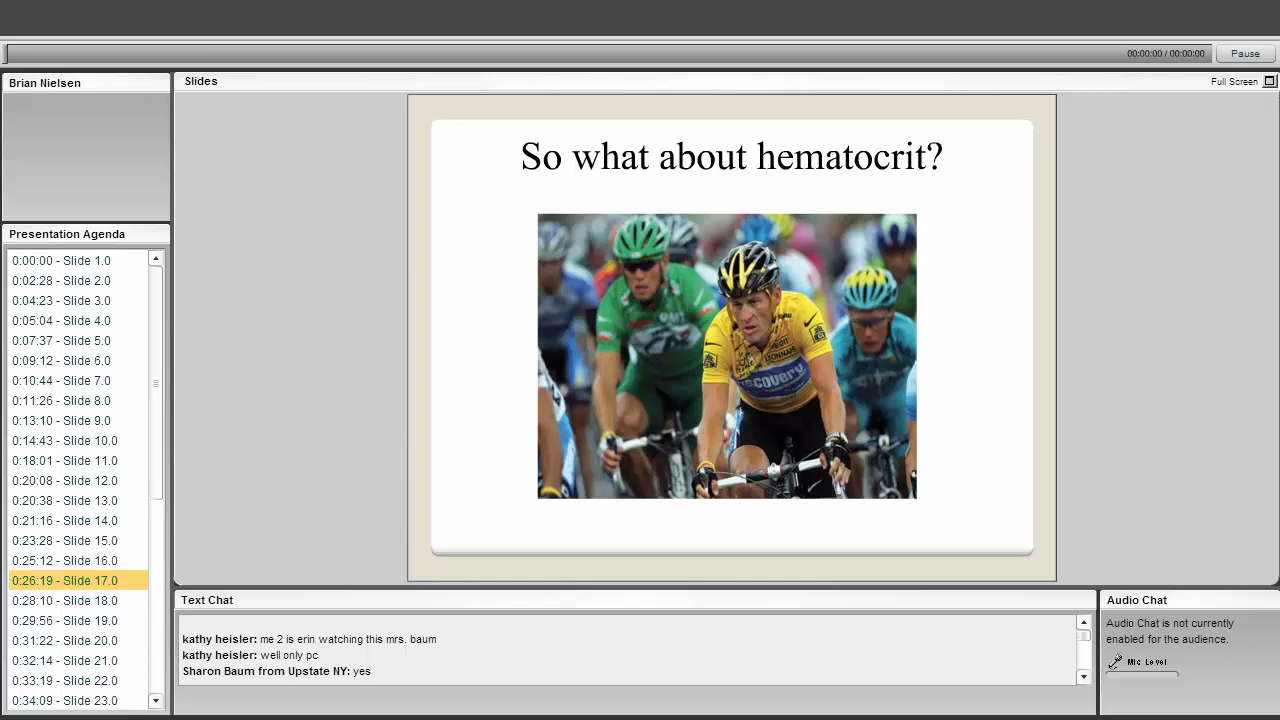 00:00:00 / 00:00:00
Pause
Brian Nielsen
Slides
Full Screen
So what about hematocrit?
CREDIT
LYONNAIS
Discovery
Presentation Agenda
0:00:00 - Slide 1.0
0:02:28 - Slide 2.0
0:04:23 - Slide 3.0
0:05:04 - Slide 4.0
0:07:37 - Slide 5.0
0:09:12 - Slide 6.0
0:10:44 - Slide 7.0
0:11:26 - Slide 8.0
0:13:10 - Slide 9.0
0:14:43 - Slide 10.0
0:18:01 - Slide 11.0
0:20:08 - Slide 12.0
0:20:38 - Slide 13.0
0:21:16 - Slide 14.0
0:23:28 - Slide 15.0
0:25:12 - Slide 16.0
0:26:19 - Slide 17.0
0:28:10 - Slide 18.0
0:29:56 - Slide 19.0
0:31:22 - Slide 20.0
0:32:14 - Slide 21.0
0:33:19 - Slide 22.0
0:34:09 - Slide 23.0
Text Chat
kathy heisler: me 2 is erin watching this mrs. baum
kathy heisler: well only pc
Sharon Baum from Upstate NY: yes
Audio Chat
Audio Chat is not currently
enabled for the audience.
Mic Level